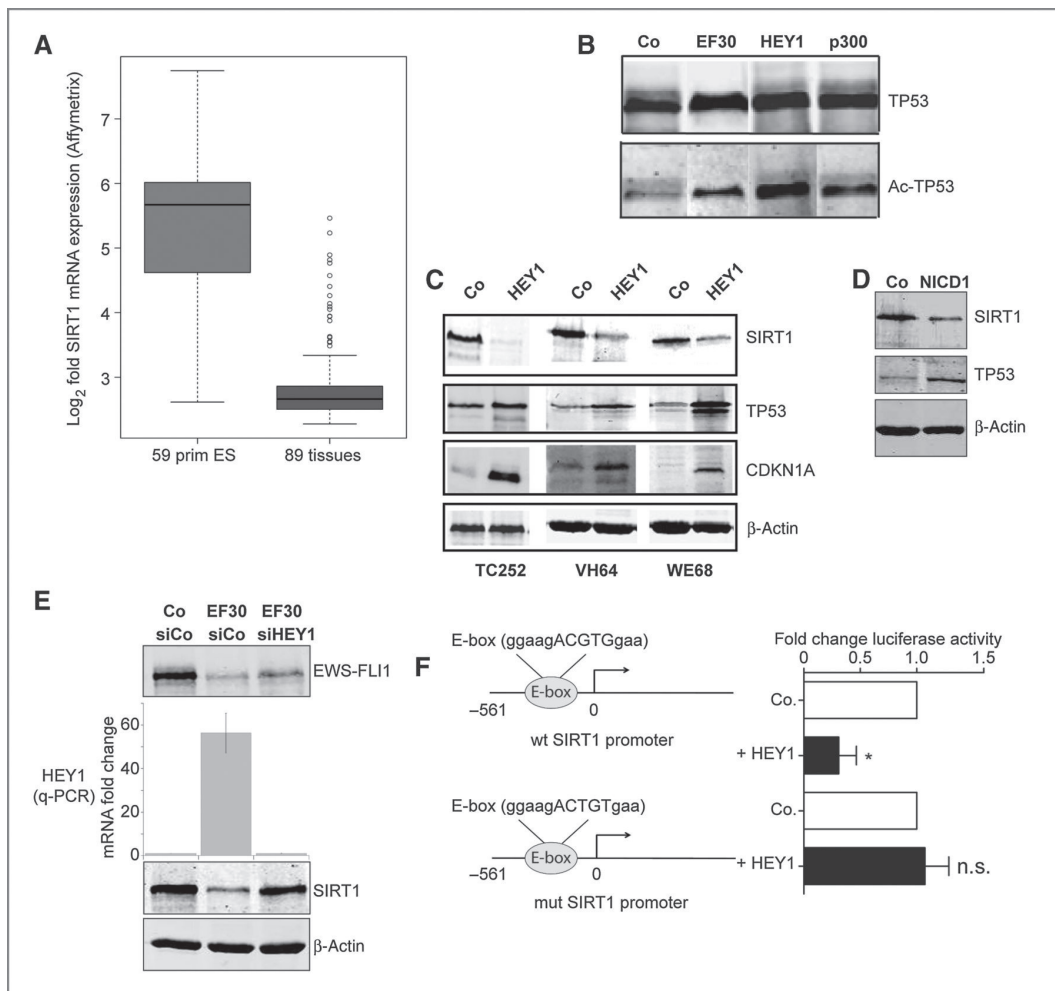 A
Log2 fold SIRT1 mRNA expression (Affymetrix)
7
6
5
4
3
59 prim ES 89 tissues
B
Co EF30 HEY1 p300
TP53
Ac-TP53
C
Co HEY1 Co HEY1 Co HEY1
SIRT1
TP53
CDKN1A
β-Actin
TC252 VH64 WE68
D
Co NICD1
SIRT1
TP53
β-Actin
E
Co EF30 EF30
siCo siCo siHEY1
EWS-FLI1
HEY1
(q-PCR)
mRNA fold change
60
40
20
0
SIRT1
β-Actin
F
E-box (ggaagACGTGgaa)
E-box
–561 0
wt SIRT1 promoter
E-box (ggaagACTGTgaa)
E-box
–561 0
mut SIRT1 promoter
Fold change luciferase activity
0 0.5 1.0 1.5
Co.
+ HEY1 *
Co.
+ HEY1 n.s.